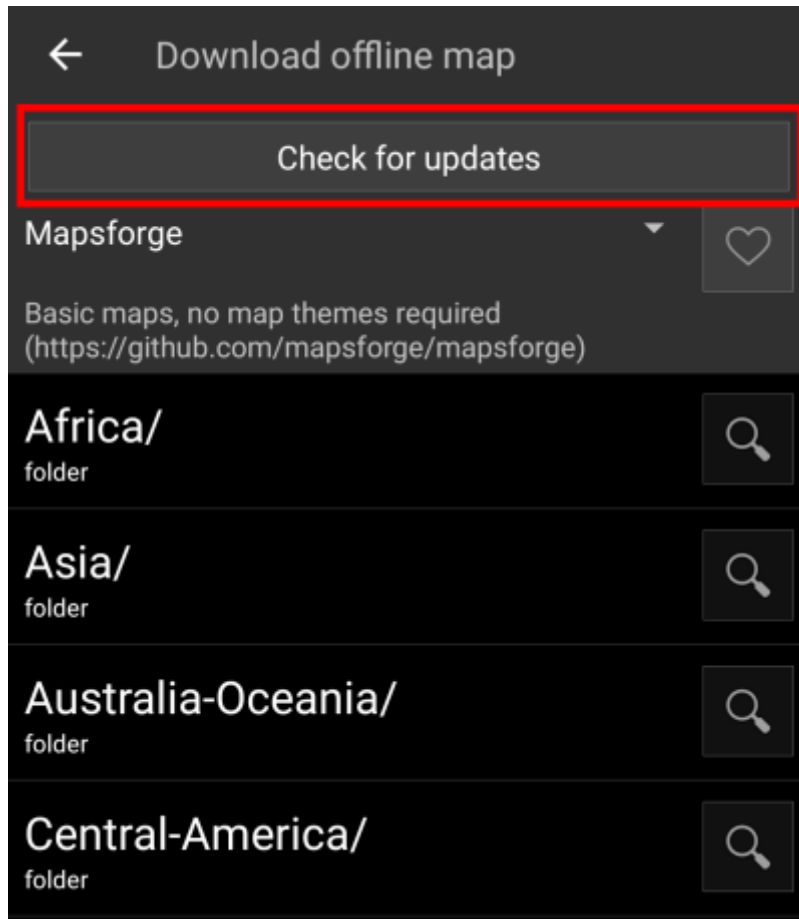 Download offline map
Check for updates
Mapsforge
Basic maps, no map themes required
(https://github.com/mapsforge/mapsforge)
Africa/
folder
Asia/
folder
Australia-Oceania/
folder
Central-America/
folder